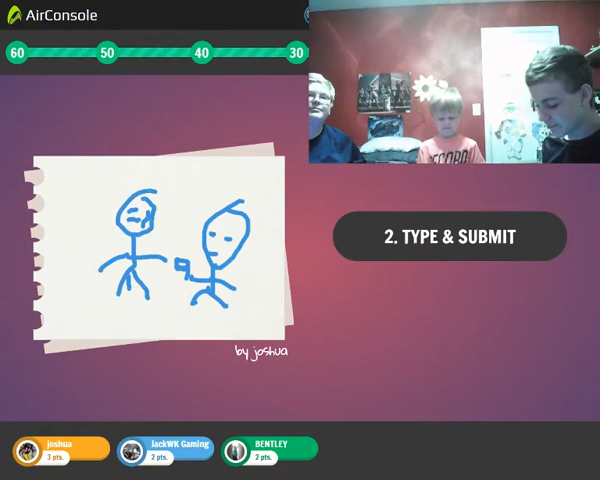 AirConsole
60 50 40 30
RECORD
2. TYPE & SUBMIT
by joshua
joshua
3 pts.
JackWK Gaming
2 pts.
BENTLEY
2 pts.